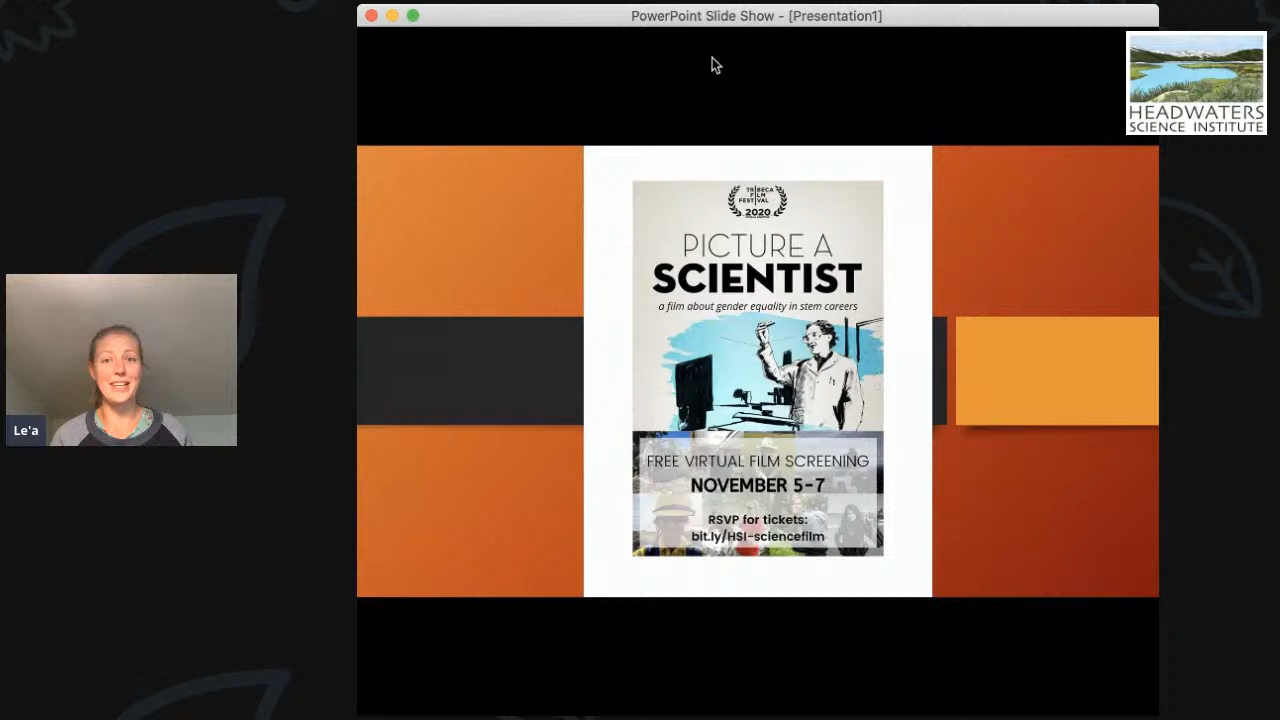 PowerPoint Slide Show - [Presentation1]
HEADWATERS
SCIENCE INSTITUTE
TRIBECA
FILM
FESTIVAL
2020
PICTURE A
SCIENTIST
a film about gender equality in stem careers
Le'a
FREE VIRTUAL FILM SCREENING
NOVEMBER 5-7
RSVP for tickets:
bit.ly/HSI-sciencefilm